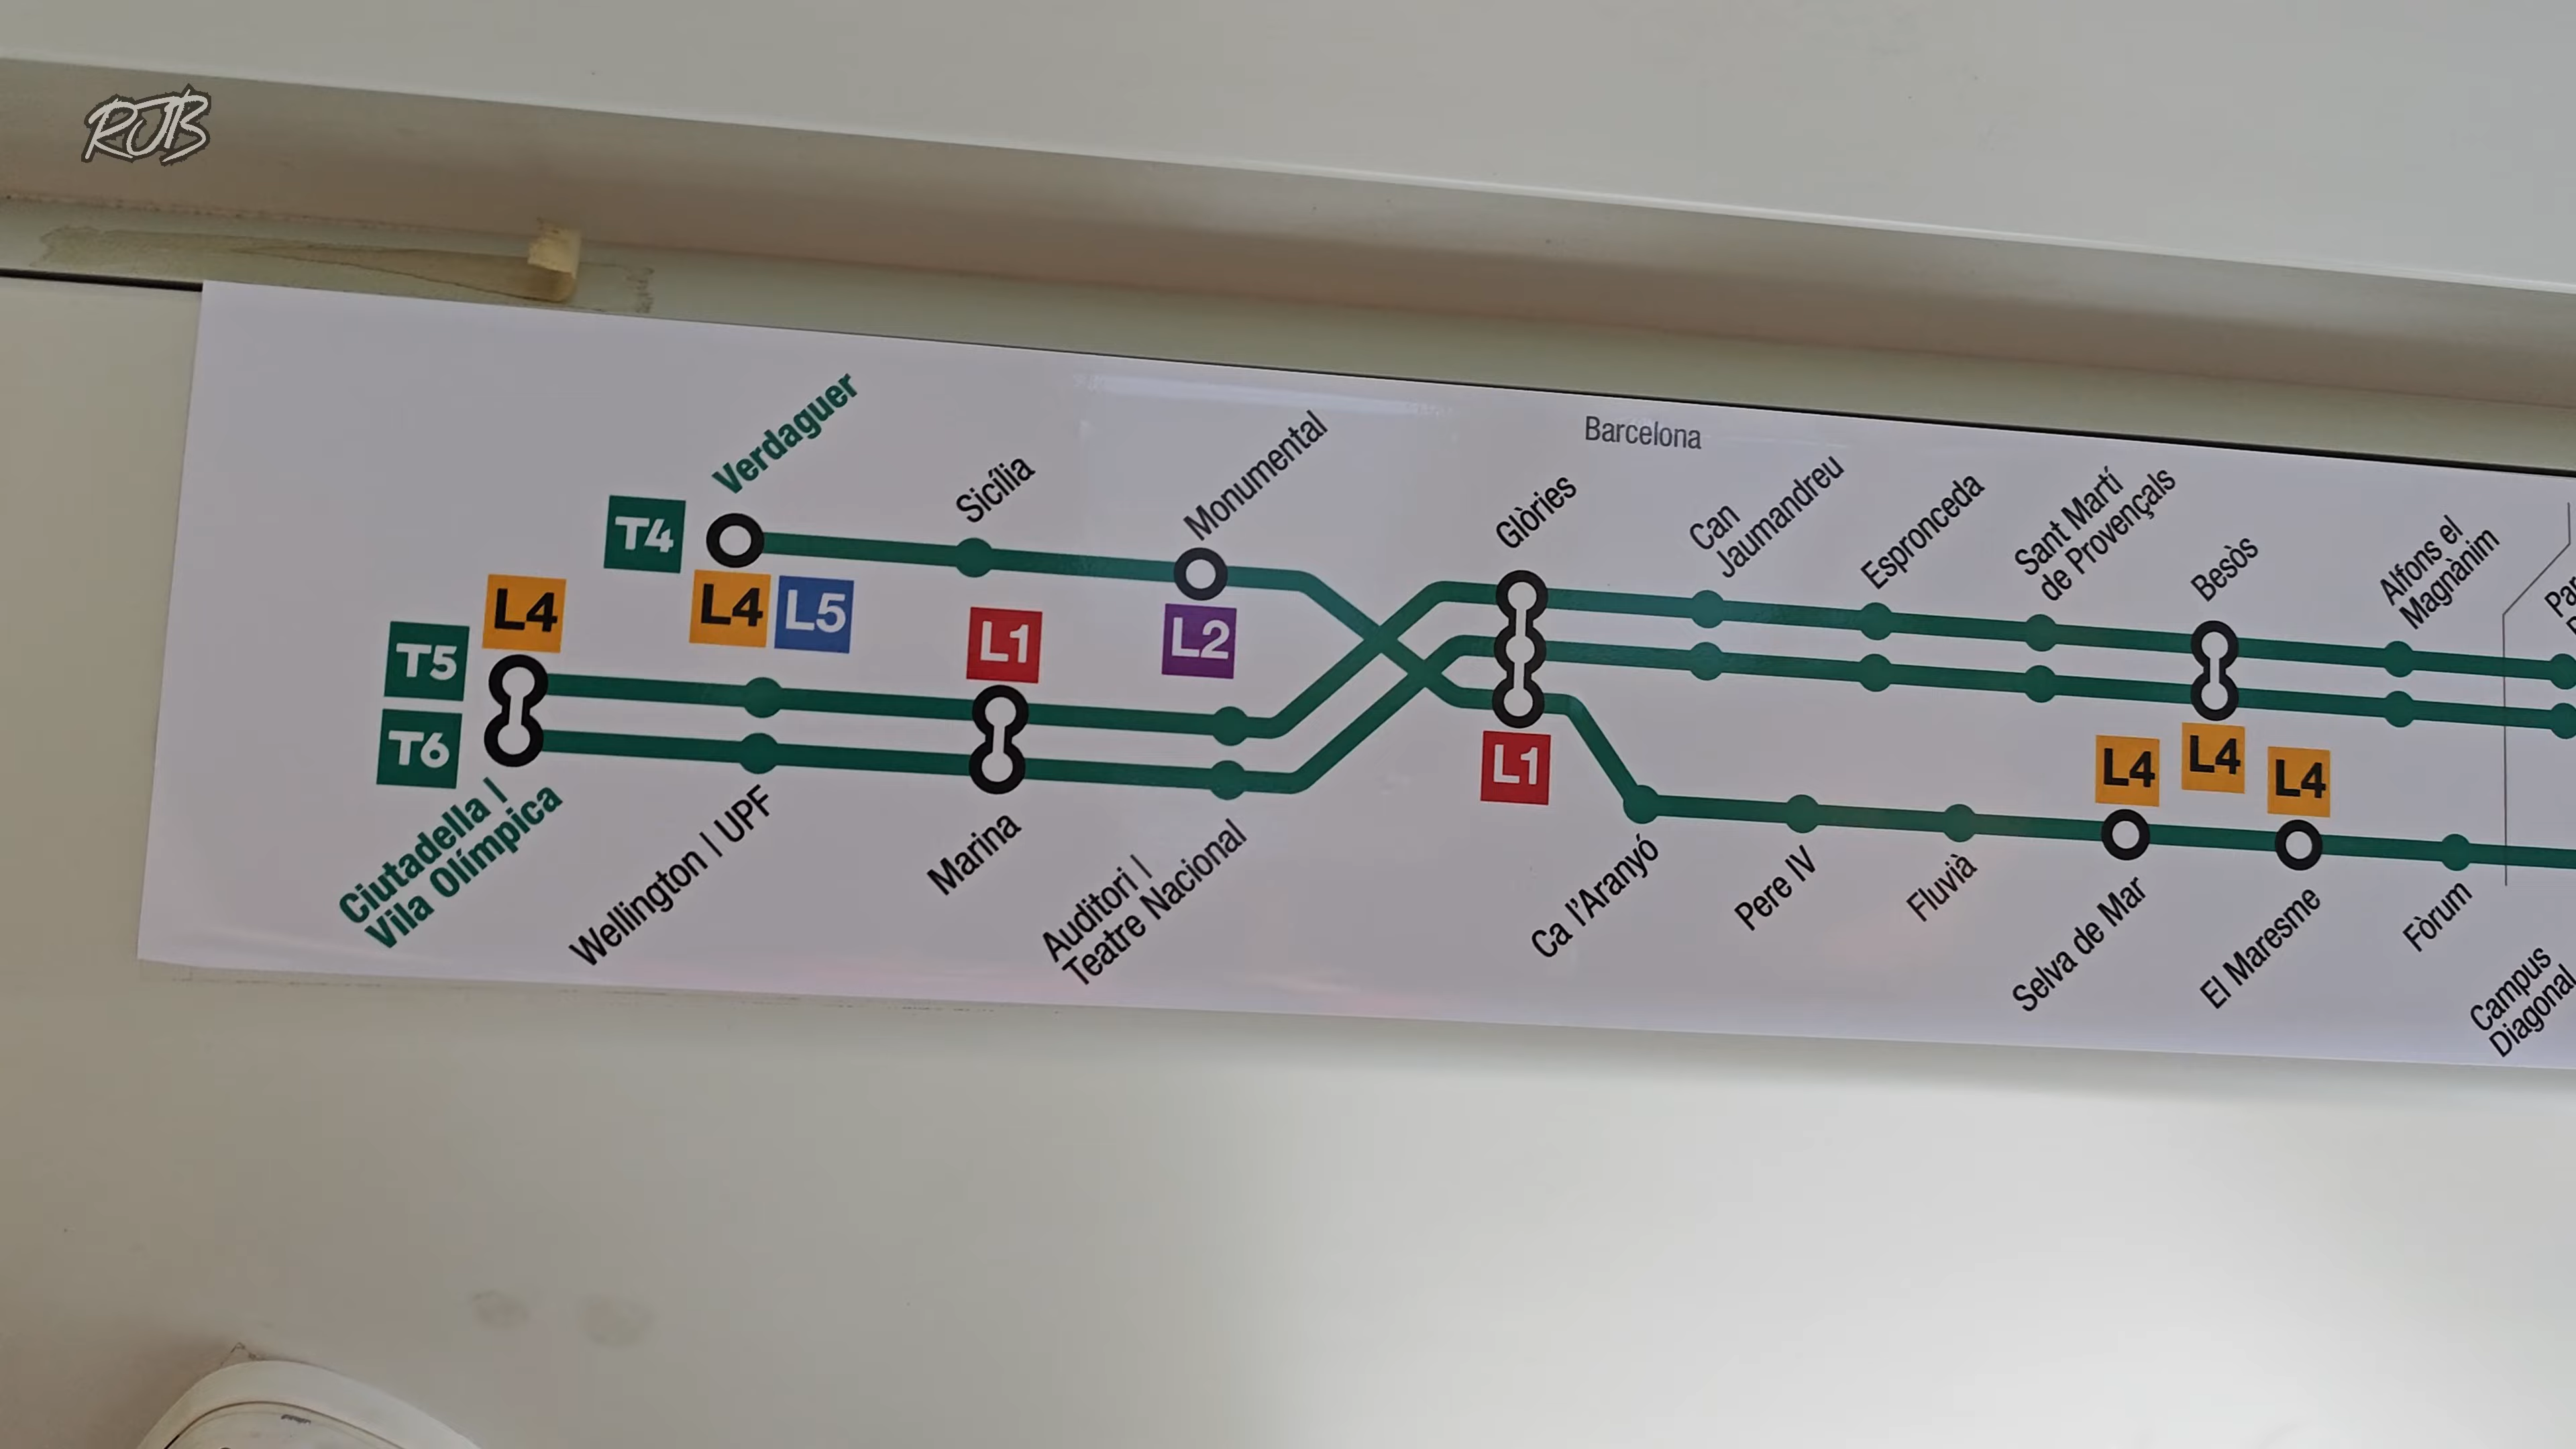 RJB
Barcelona
T4
Verdaguer
L4
L5
Sicília
Monumental
L2
T5
T6
L4
Ciutadella |
Vila Olímpica
Wellington | UPF
L1
Marina
Auditori |
Teatre Nacional
Glòries
L1
Can
Jaumandreu
Espronceda
Sant Martí
de Provençals
Besòs
L4
Alfons el
Magnànim
Ca l'Aranyó
Pere IV
Fluvià
L4
Selva de Mar
L4
El Maresme
Fòrum
Campus
Diagonal